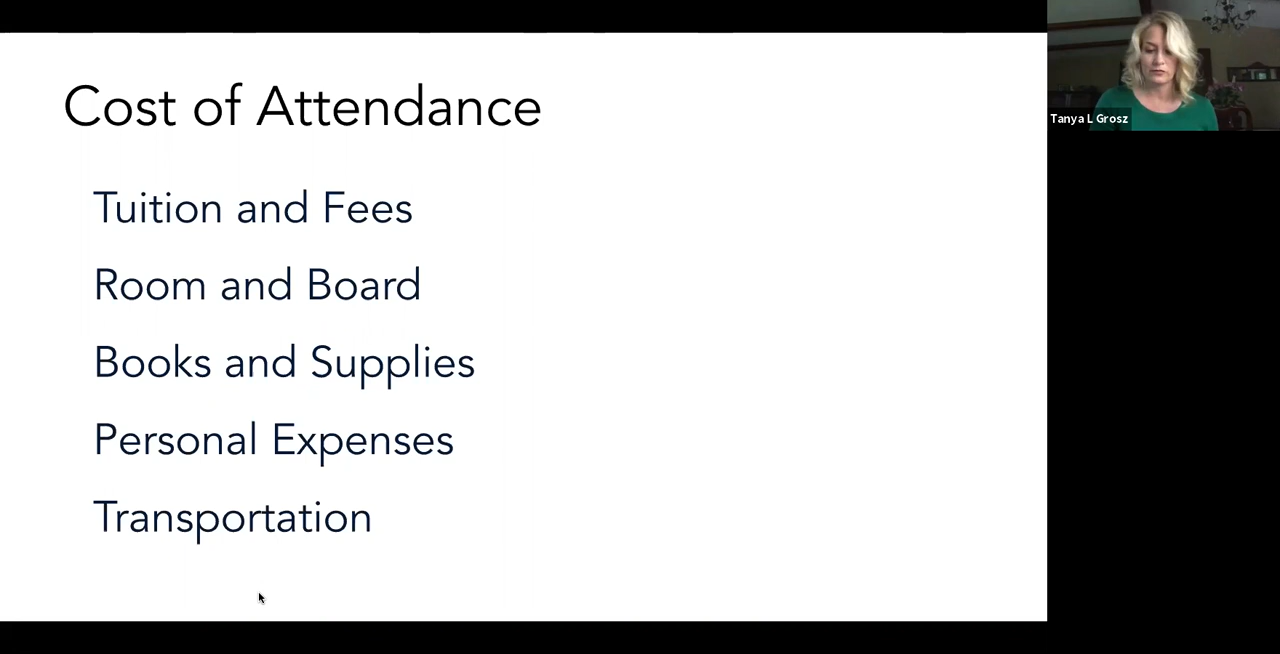 Cost of Attendance
Tuition and Fees
Room and Board
Books and Supplies
Personal Expenses
Transportation
Tanya L Grosz